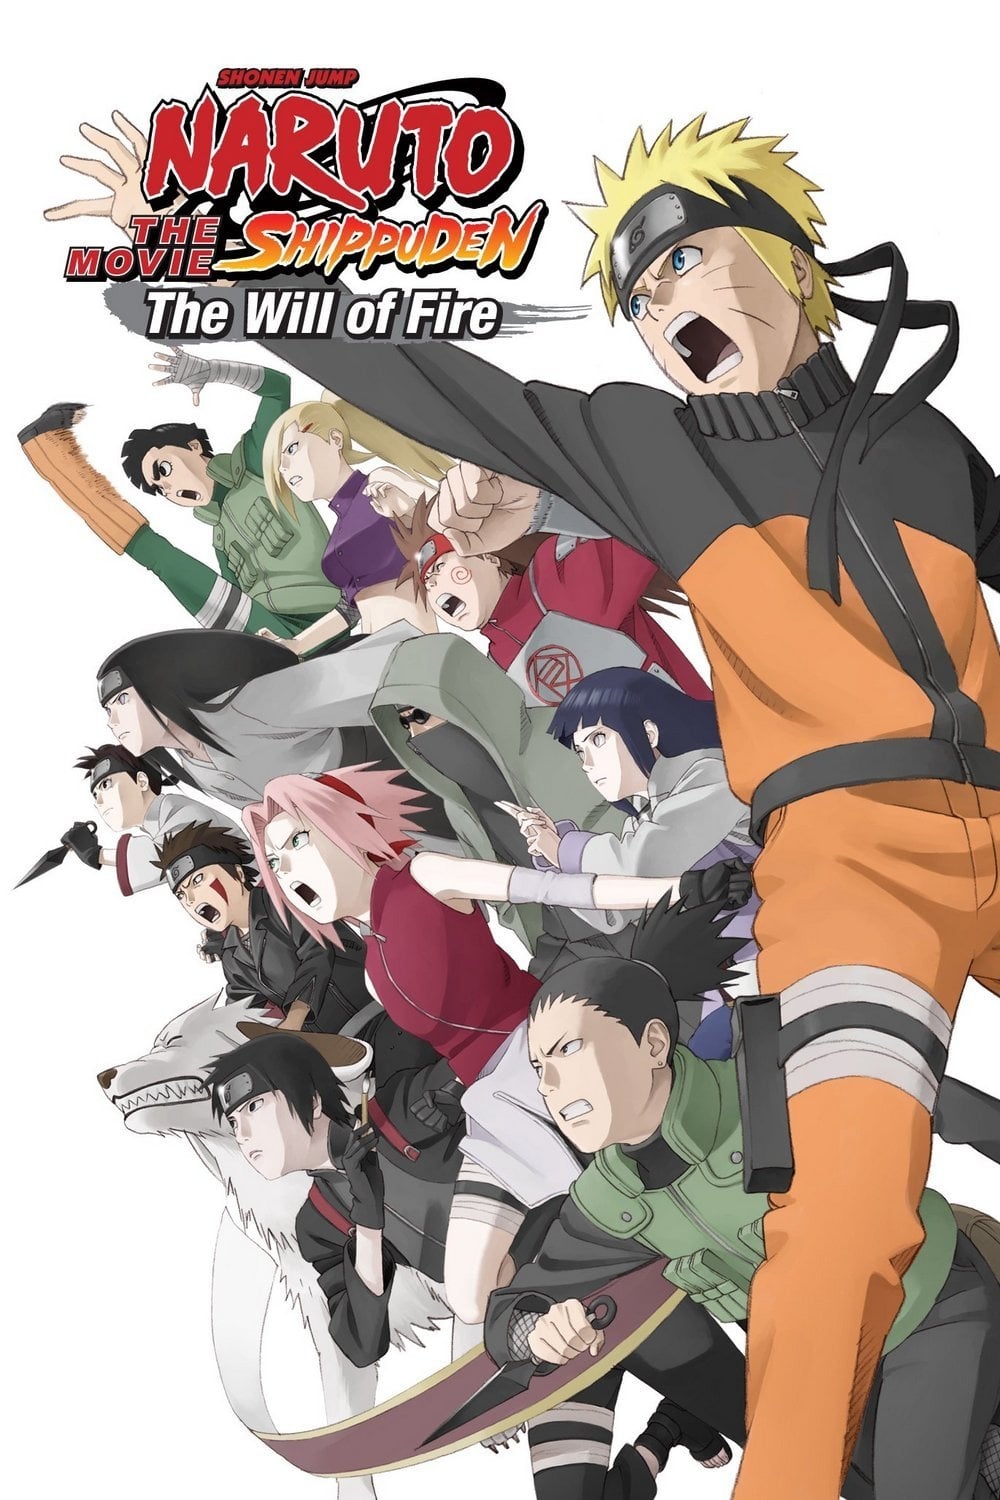 SHONEN JUMP
NARUTO
THE MOVIE SHIPPUDEN
The Will of Fire